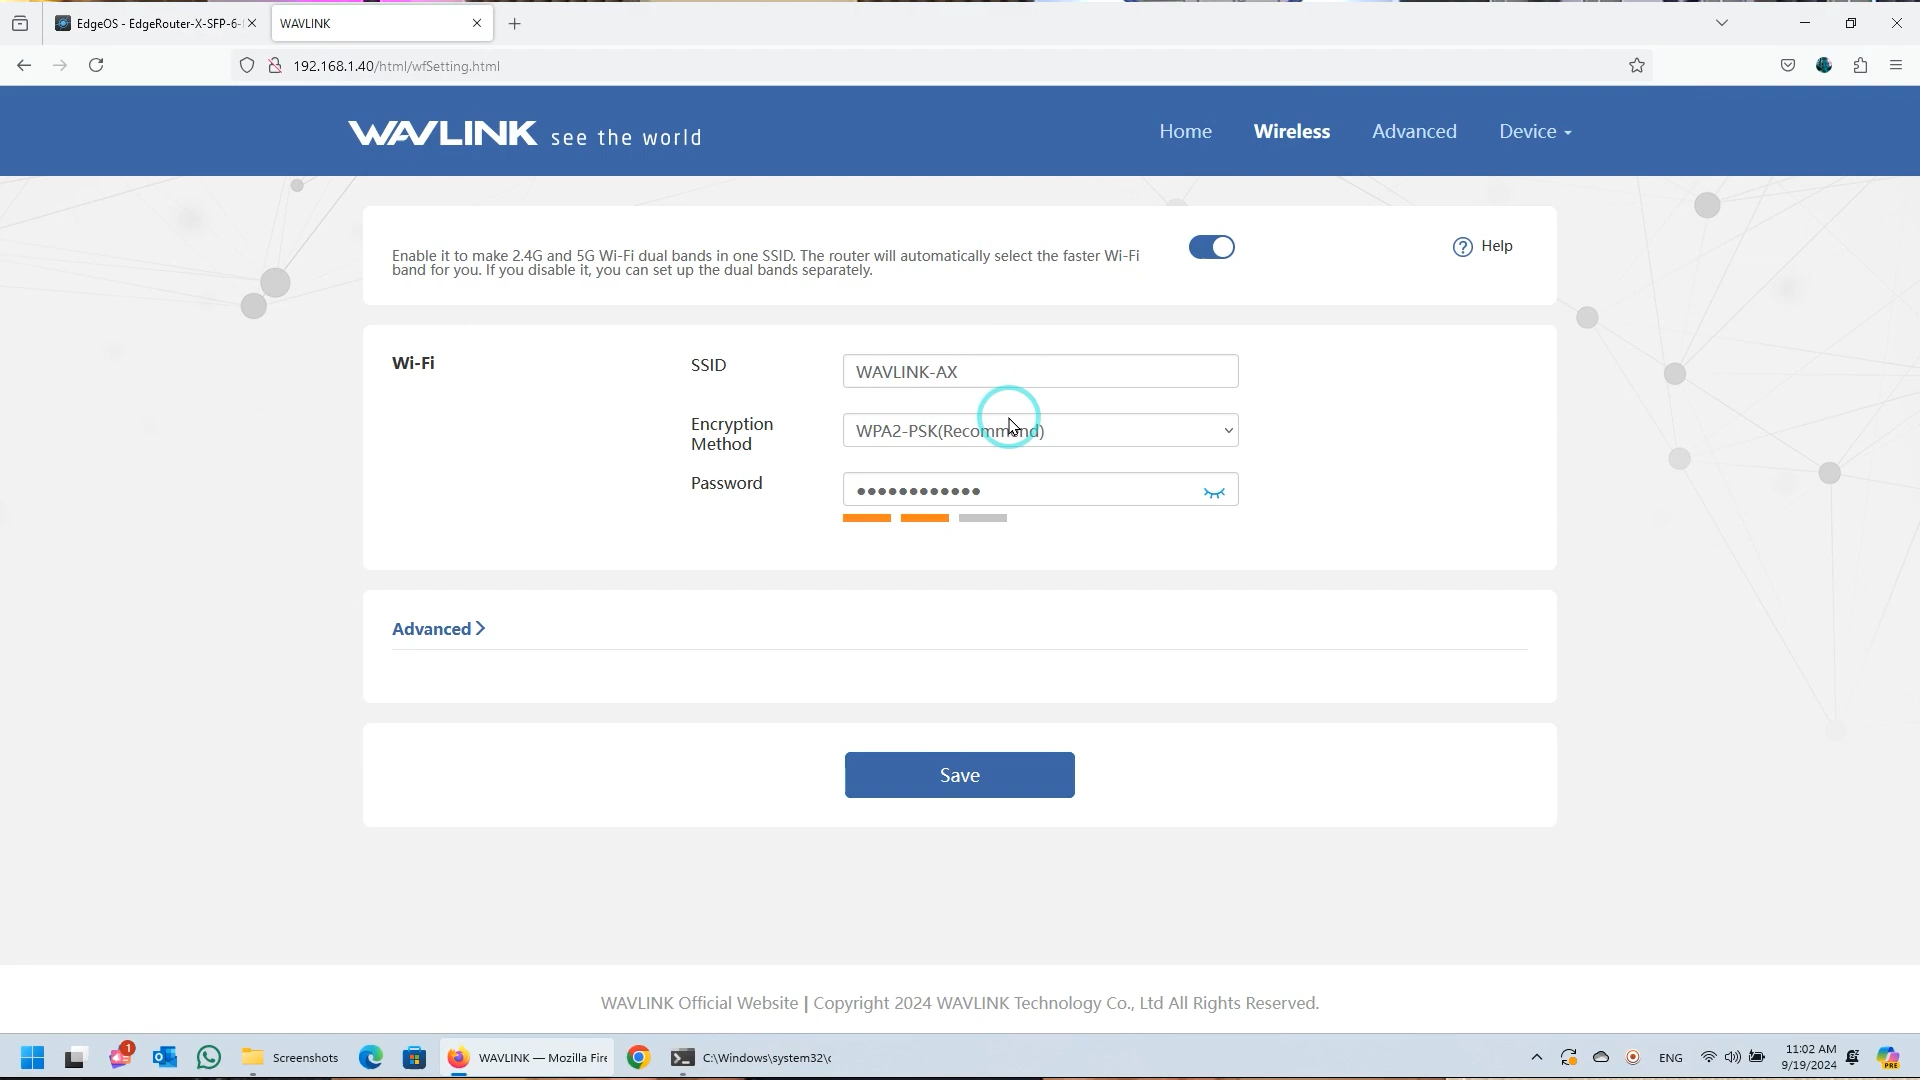 EdgeOS - EdgeRouter-X-SFP-6-
WAVLINK
192.168.1.40/html/wfSetting.html
WAVLINK see the world
Home
Wireless
Advanced
Device
Enable it to make 2.4G and 5G Wi-Fi dual bands in one SSID. The router will automatically select the faster Wi-Fi
band for you. If you disable it, you can set up the dual bands separately.
? Help
Wi-Fi
SSID
WAVLINK-AX
Encryption
Method
WPA2-PSK(Recommend)
Password
Advanced
Save
WAVLINK Official Website | Copyright 2024 WAVLINK Technology Co., Ltd All Rights Reserved.
1
Screenshots
WAVLINK — Mozilla Fire
C:\Windows\system32\c
ENG
11:02 AM
9/19/2024
PRE